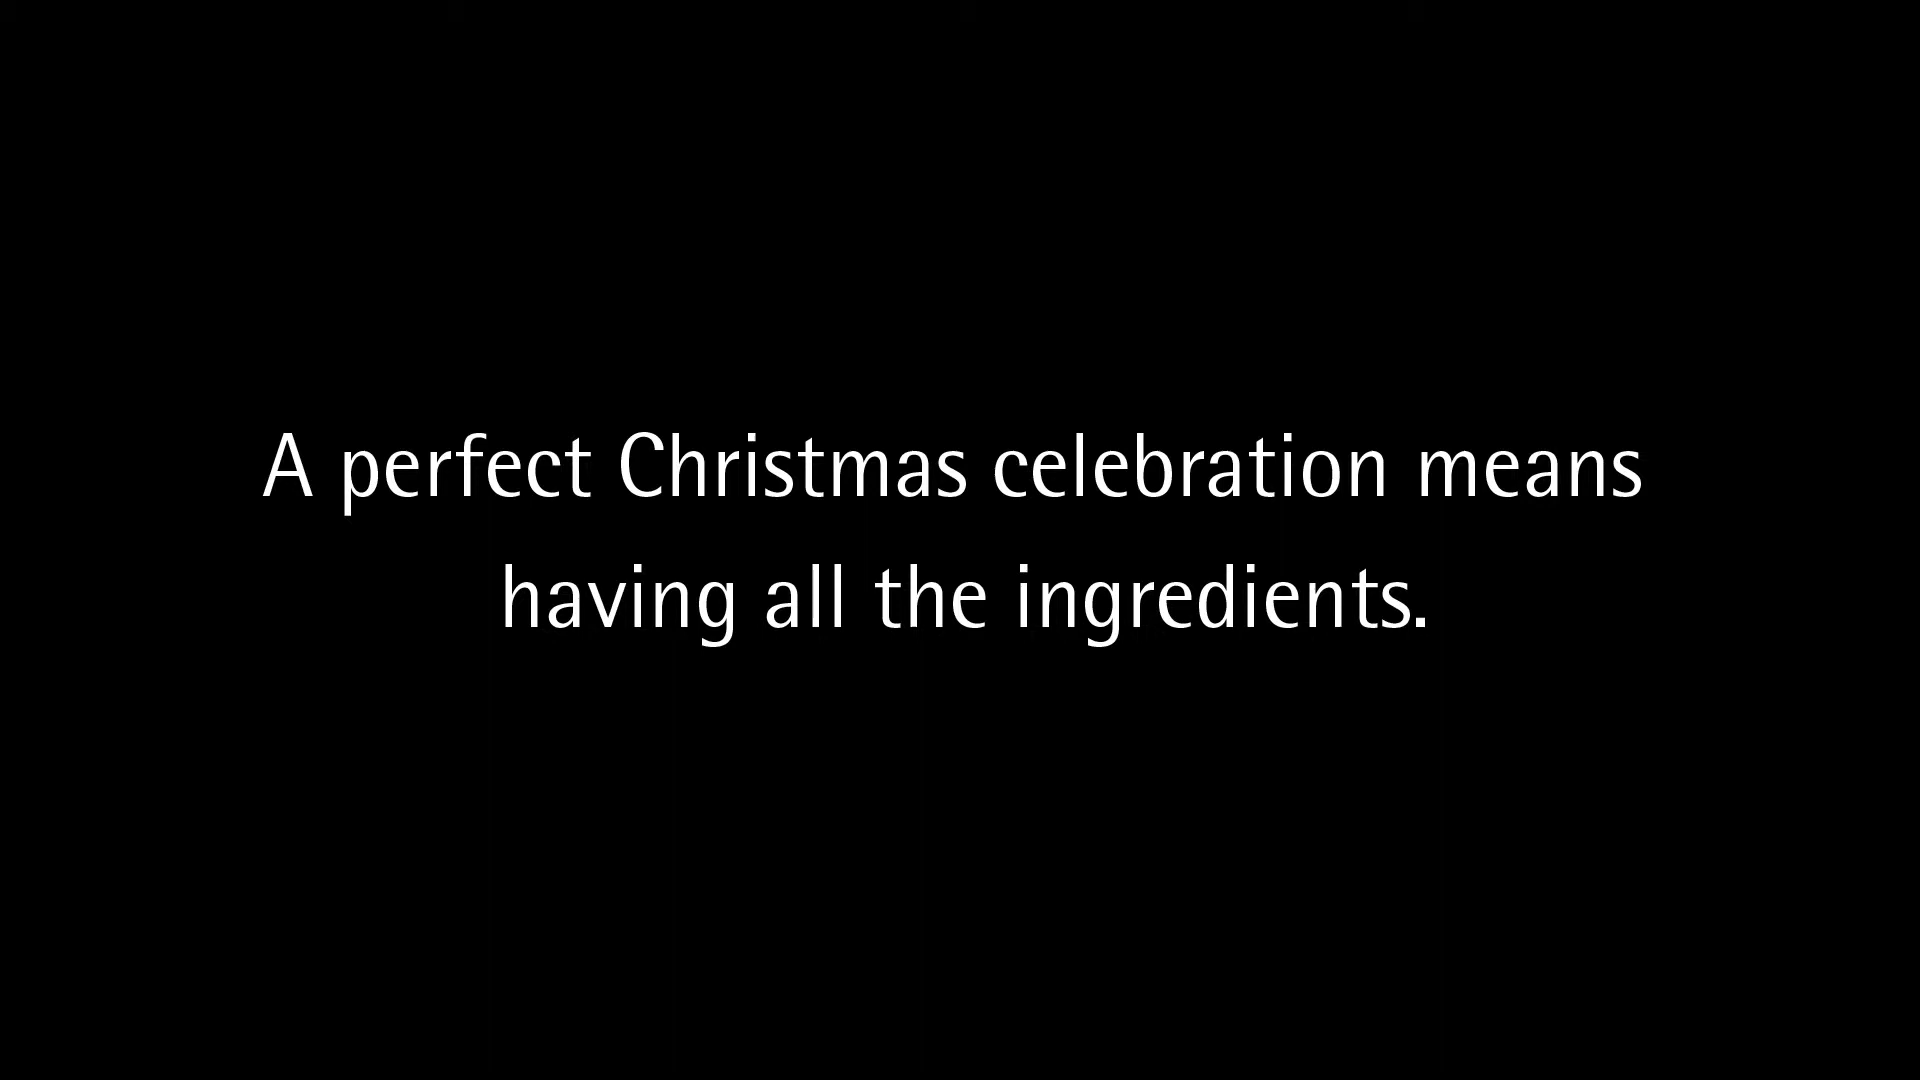 A perfect Christmas celebration means
having all the ingredients.